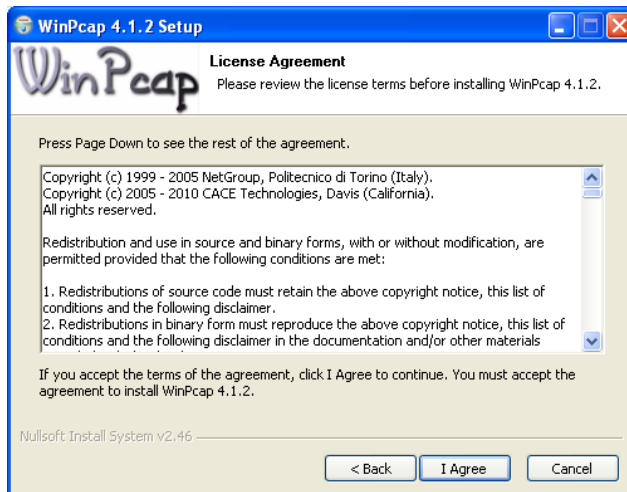 WinPcap 4.1.2 Setup
WinPcap
License Agreement
Please review the license terms before installing WinPcap 4.1.2.
Press Page Down to see the rest of the agreement.
Copyright (c) 1999 - 2005 NetGroup, Politecnico di Torino (Italy).
Copyright (c) 2005 - 2010 CACE Technologies, Davis (California).
All rights reserved.
Redistribution and use in source and binary forms, with or without modification, are
permitted provided that the following conditions are met:
1. Redistributions of source code must retain the above copyright notice, this list of
conditions and the following disclaimer.
2. Redistributions in binary form must reproduce the above copyright notice, this list of
conditions and the following disclaimer in the documentation and/or other materials
If you accept the terms of the agreement, click I Agree to continue. You must accept the
agreement to install WinPcap 4.1.2.
Nullsoft Install System v2.46
< Back
I Agree
Cancel